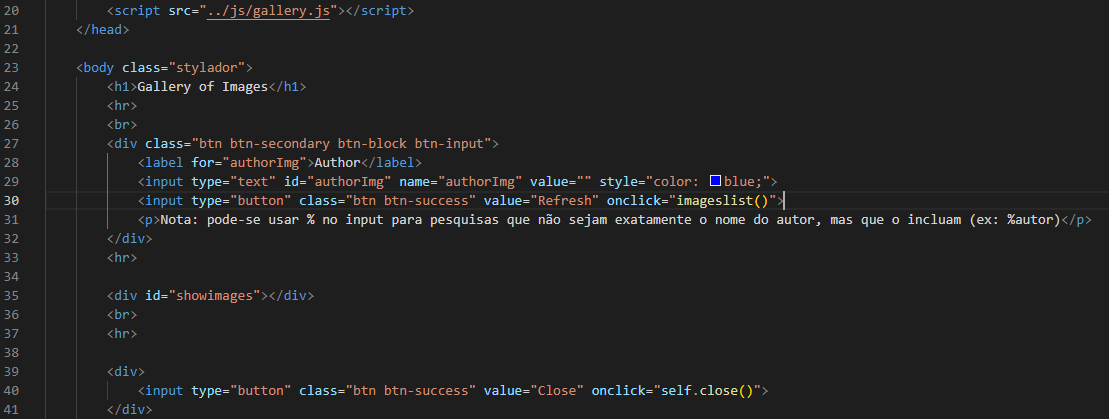 20 <script src="../js/gallery.js"></script>
21 </head>
22
23 <body class="stylador">
24 <h1>Gallery of Images</h1>
25 <hr>
26 <br>
27 <div class="btn btn-secondary btn-block btn-input">
28 <label for="authorImg">Author</label>
29 <input type="text" id="authorImg" name="authorImg" value="" style="color: blue;">
30 <input type="button" class="btn btn-success" value="Refresh" onclick="imageslist()">
31 <p>Nota: pode-se usar % no input para pesquisas que não sejam exatamente o nome do autor, mas que o incluam (ex: %autor)</p>
32 </div>
33 <hr>
34
35 <div id="showimages"></div>
36 <br>
37 <hr>
38
39 <div>
40 <input type="button" class="btn btn-success" value="Close" onclick="self.close()">
41 </div>